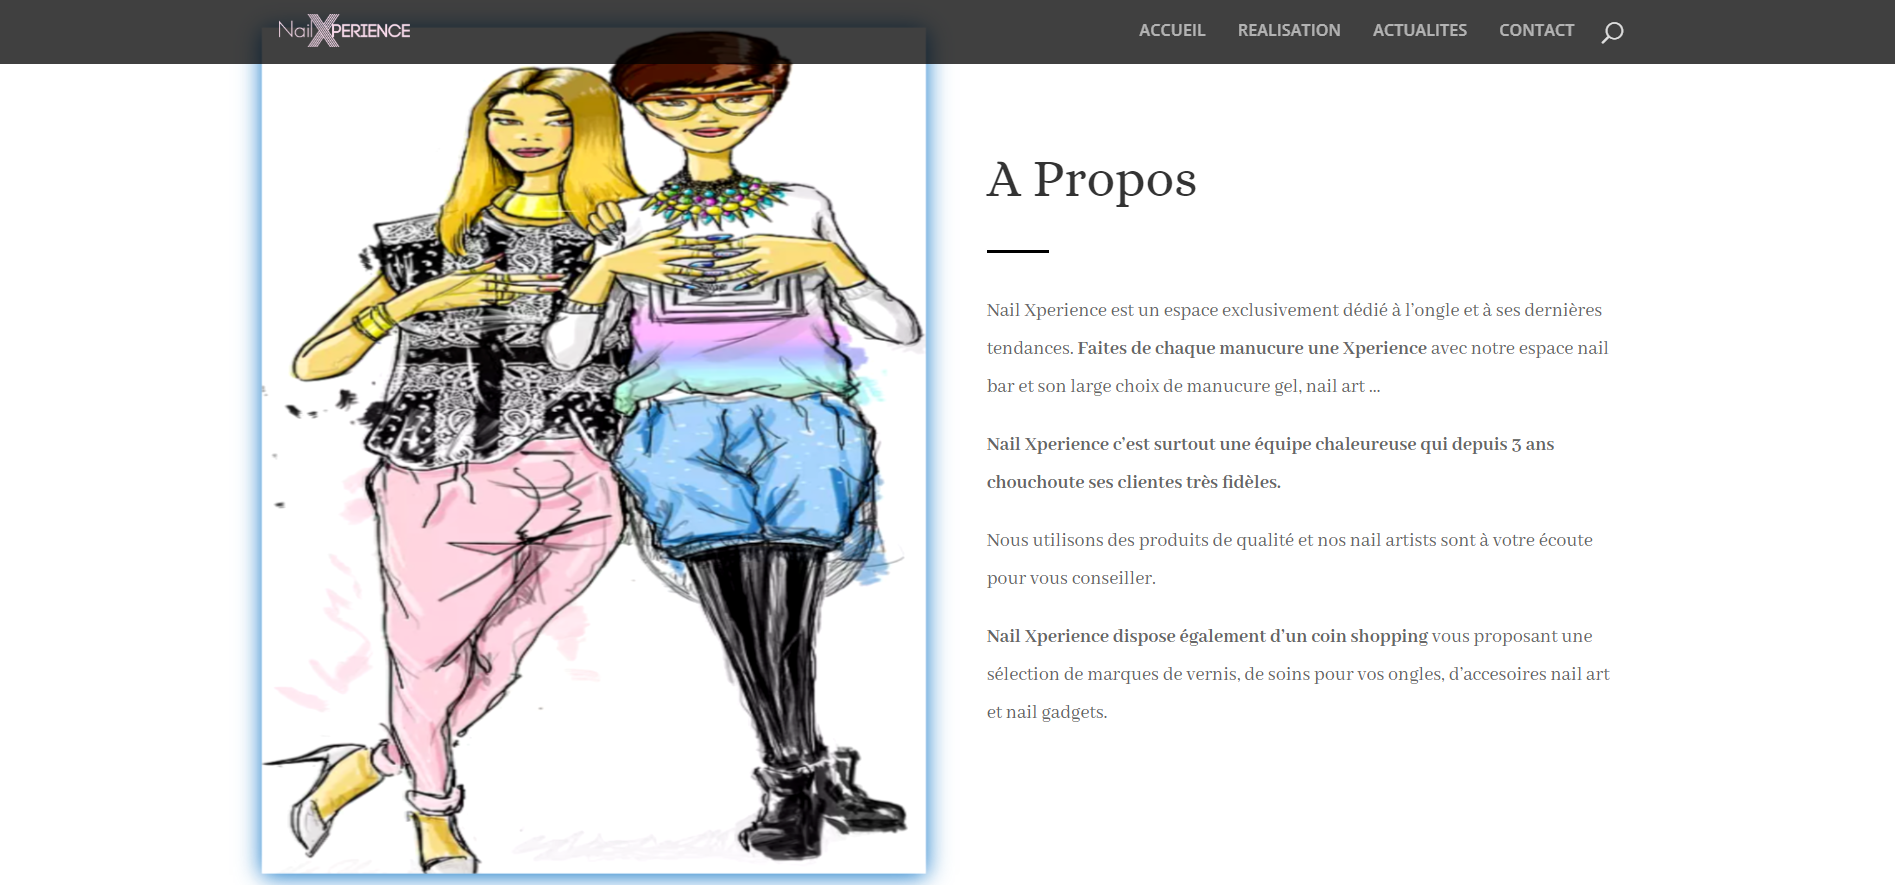 NailXPERIENCE
ACCUEIL REALISATION ACTUALITES CONTACT
A Propos
Nail Xperience est un espace exclusivement dédié à l’ongle et à ses dernières
tendances. Faites de chaque manucure une Xperience avec notre espace nail
bar et son large choix de manucure gel, nail art ...
Nail Xperience c’est surtout une équipe chaleureuse qui depuis 3 ans
chouchoute ses clientes très fidèles.
Nous utilisons des produits de qualité et nos nail artists sont à votre écoute
pour vous conseiller.
Nail Xperience dispose également d’un coin shopping vous proposant une
sélection de marques de vernis, de soins pour vos ongles, d’accesoires nail art
et nail gadgets.